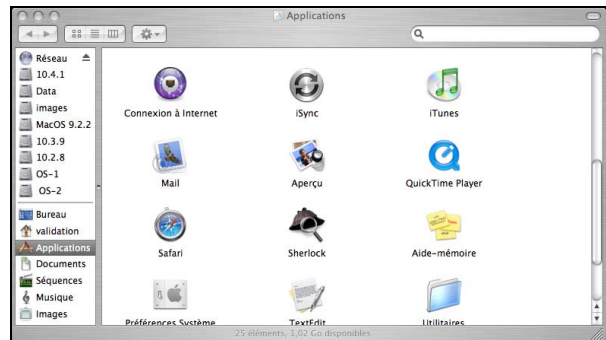 Applications
Réseau
10.4.1
Data
images
MacOS 9.2.2
10.3.9
10.2.8
OS-1
OS-2
Bureau
validation
Applications
Documents
Séquences
Musique
Images
Connexion à Internet
iSync
iTunes
Mail
Aperçu
QuickTime Player
Safari
Sherlock
Aide-mémoire
Préférences Système
TextEdit
Utilitaires
25 éléments, 1,02 Go disponibles